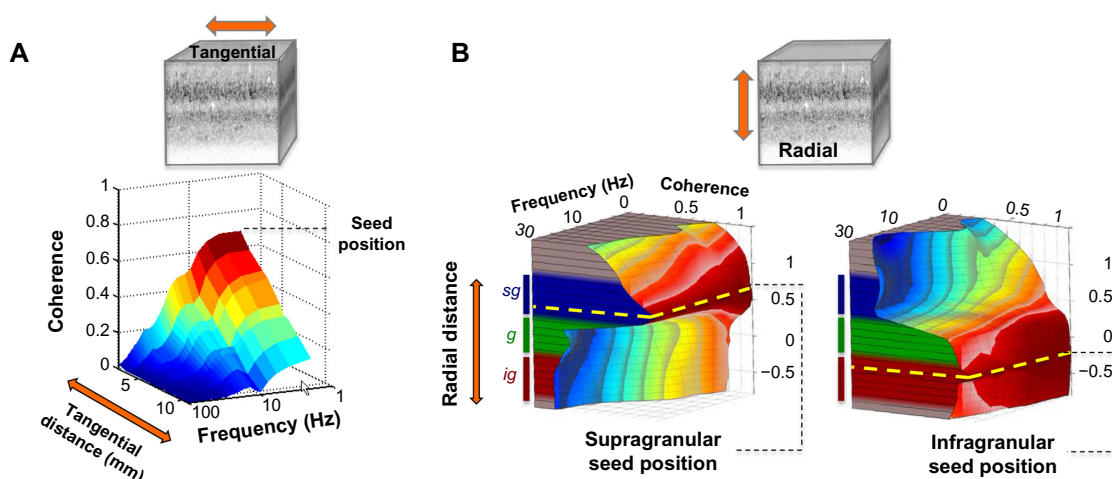 A
Tangential
1
0.8
0.6
0.4
0.2
0
Coherence
Seed
position
5
10
100
10
1
Tangential
distance (mm)
Frequency (Hz)
B
Radial
Frequency (Hz)
Coherence
30
10
0
0.5
1
Radial distance
sg
g
ig
1
0.5
0
−0.5
Supragranular
seed position
30
10
0
0.5
1
1
0.5
0
−0.5
Infragranular
seed position